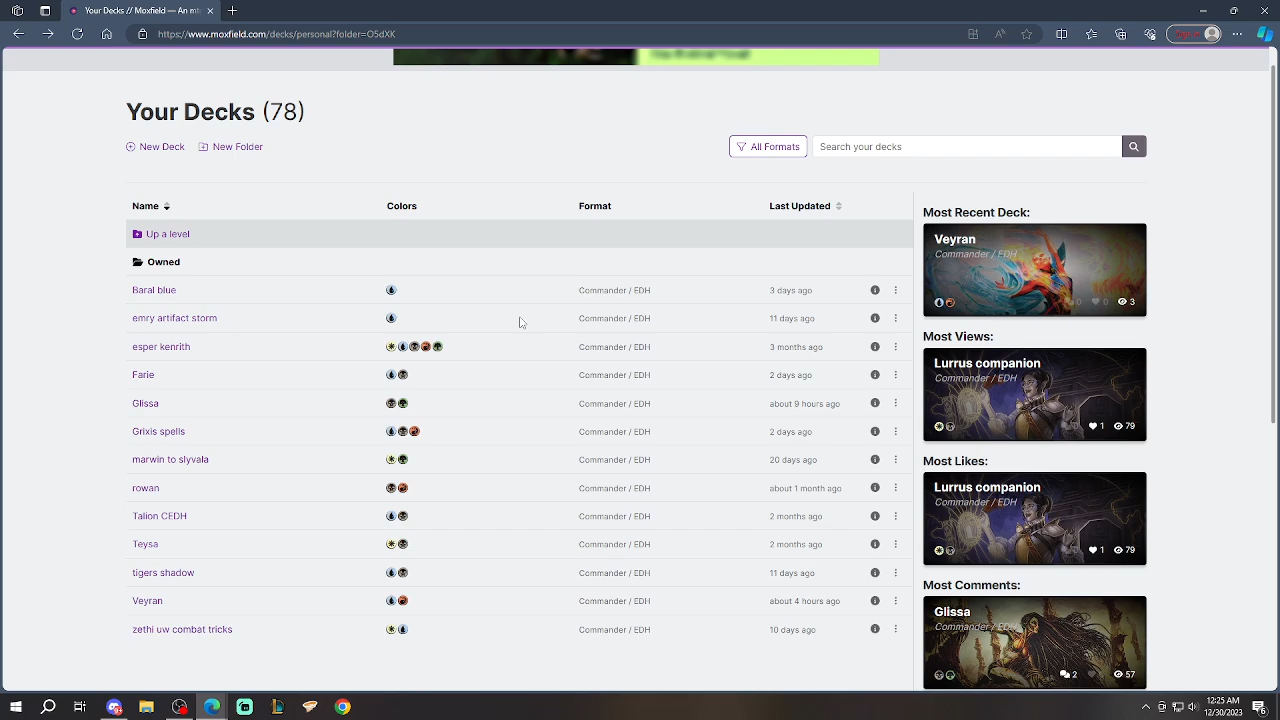 Your Decks // Moxfield — An mt
https://www.moxfield.com/decks/personal?folder=O5dXK
Your Decks (78)
New Deck New Folder
All Formats Search your decks
Name Colors Format Last Updated
Up a level
Owned
Baral blue Commander / EDH 3 days ago
emry artifact storm Commander / EDH 11 days ago
esper kenrith Commander / EDH 3 months ago
Farie Commander / EDH 2 days ago
Glissa Commander / EDH about 9 hours ago
Grixis spells Commander / EDH 2 days ago
marwin to slyvala Commander / EDH 20 days ago
rowan Commander / EDH about 1 month ago
Talion CEDH Commander / EDH 2 months ago
Teysa Commander / EDH 2 months ago
tigers shadow Commander / EDH 11 days ago
Veyran Commander / EDH about 4 hours ago
zethi uw combat tricks Commander / EDH 10 days ago
Most Recent Deck:
Veyran
Commander / EDH
0 0 3
Most Views:
Lurrus companion
Commander / EDH
1 79
Most Likes:
Lurrus companion
Commander / EDH
1 79
Most Comments:
Glissa
Commander / EDH
2 57
12:25 AM
12/30/2023